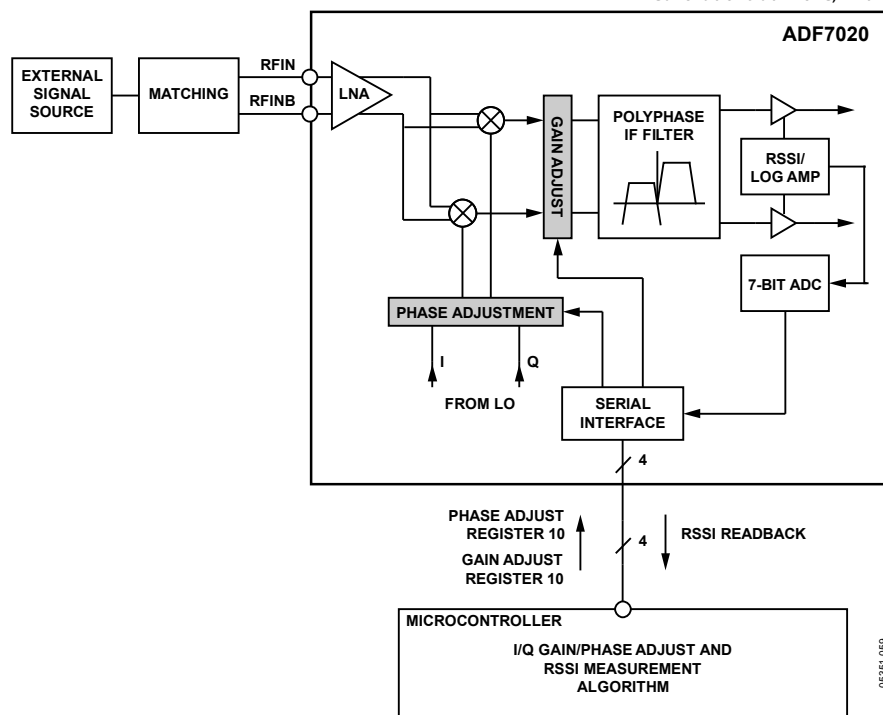 ADF7020
EXTERNAL
SIGNAL
SOURCE
MATCHING
RFIN
RFINB
LNA
GAIN ADJUST
POLYPHASE
IF FILTER
RSSI/
LOG AMP
7-BIT ADC
PHASE ADJUSTMENT
I
Q
FROM LO
SERIAL
INTERFACE
4
PHASE ADJUST
REGISTER 10
GAIN ADJUST
REGISTER 10
4
RSSI READBACK
MICROCONTROLLER
I/Q GAIN/PHASE ADJUST AND
RSSI MEASUREMENT
ALGORITHM